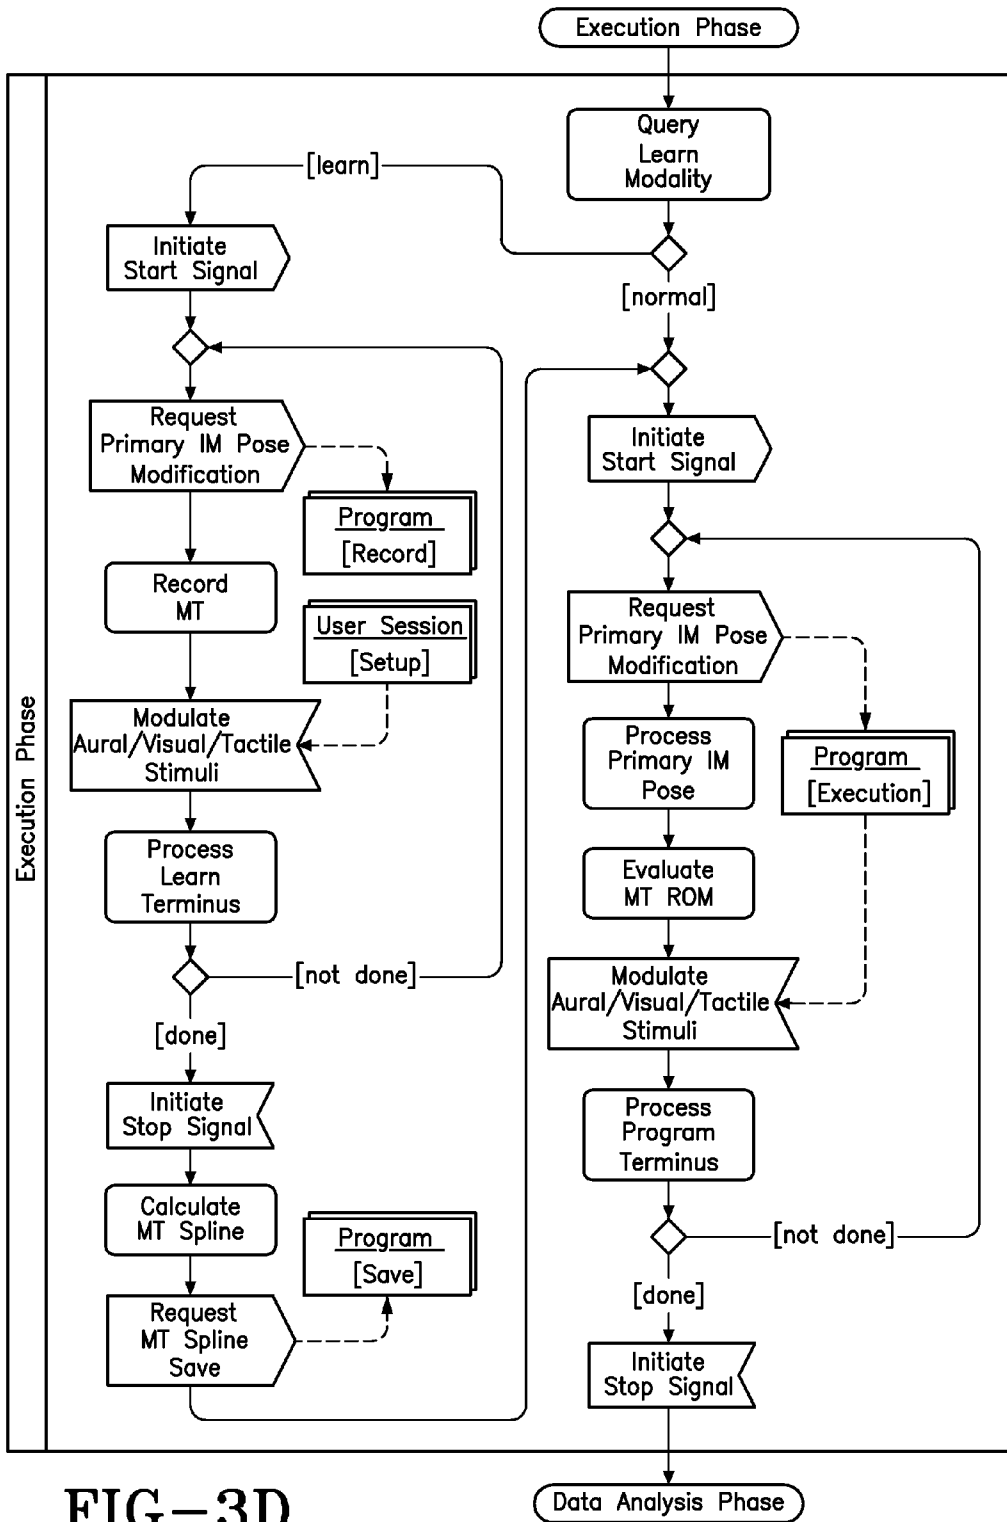 Execution Phase
Query
Learn
Modality
[learn]
[normal]
Initiate
Start Signal
Request
Primary IM Pose
Modification
Program
[Record]
Record
MT
User Session
[Setup]
Modulate
Aural/Visual/Tactile
Stimuli
Process
Learn
Terminus
[not done]
[done]
Initiate
Stop Signal
Calculate
MT Spline
Program
[Save]
Request
MT Spline
Save
Initiate
Start Signal
Request
Primary IM Pose
Modification
Process
Primary IM
Pose
Program
[Execution]
Evaluate
MT ROM
Modulate
Aural/Visual/Tactile
Stimuli
Process
Program
Terminus
[not done]
[done]
Initiate
Stop Signal
Execution Phase
Data Analysis Phase
FIG-3D